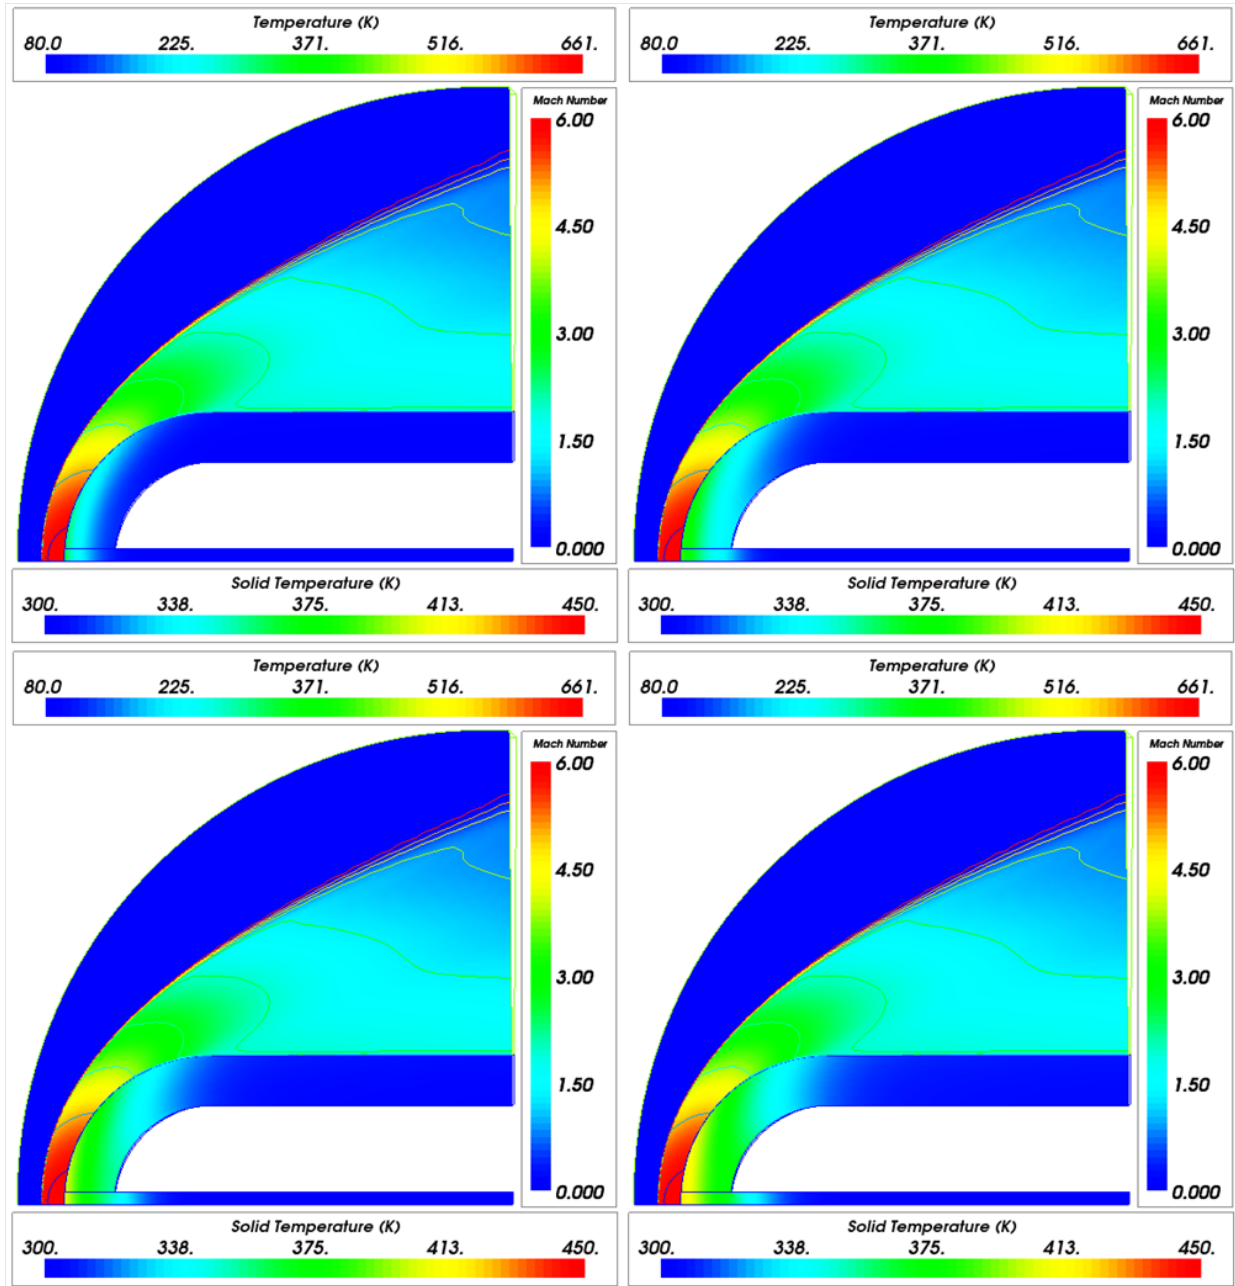 Temperature (K)
80.0 225. 371. 516. 661.
Temperature (K)
80.0 225. 371. 516. 661.
Mach Number
6.00
4.50
3.00
1.50
0.000
Mach Number
6.00
4.50
3.00
1.50
0.000
Solid Temperature (K)
300. 338. 375. 413. 450.
Solid Temperature (K)
300. 338. 375. 413. 450.
Temperature (K)
80.0 225. 371. 516. 661.
Temperature (K)
80.0 225. 371. 516. 661.
Mach Number
6.00
4.50
3.00
1.50
0.000
Mach Number
6.00
4.50
3.00
1.50
0.000
Solid Temperature (K)
300. 338. 375. 413. 450.
Solid Temperature (K)
300. 338. 375. 413. 450.